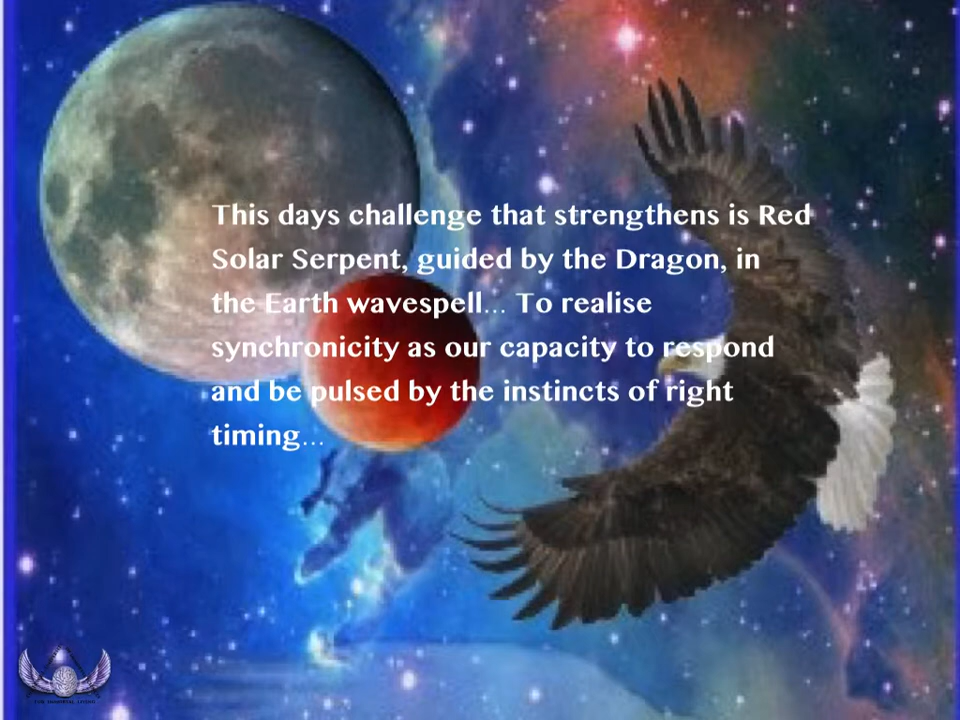 This days challenge that strengthens is Red
Solar Serpent, guided by the Dragon, in
the Earth wavespell... To realise
synchronicity as our capacity to respond
and be pulsed by the instincts of right
timing...